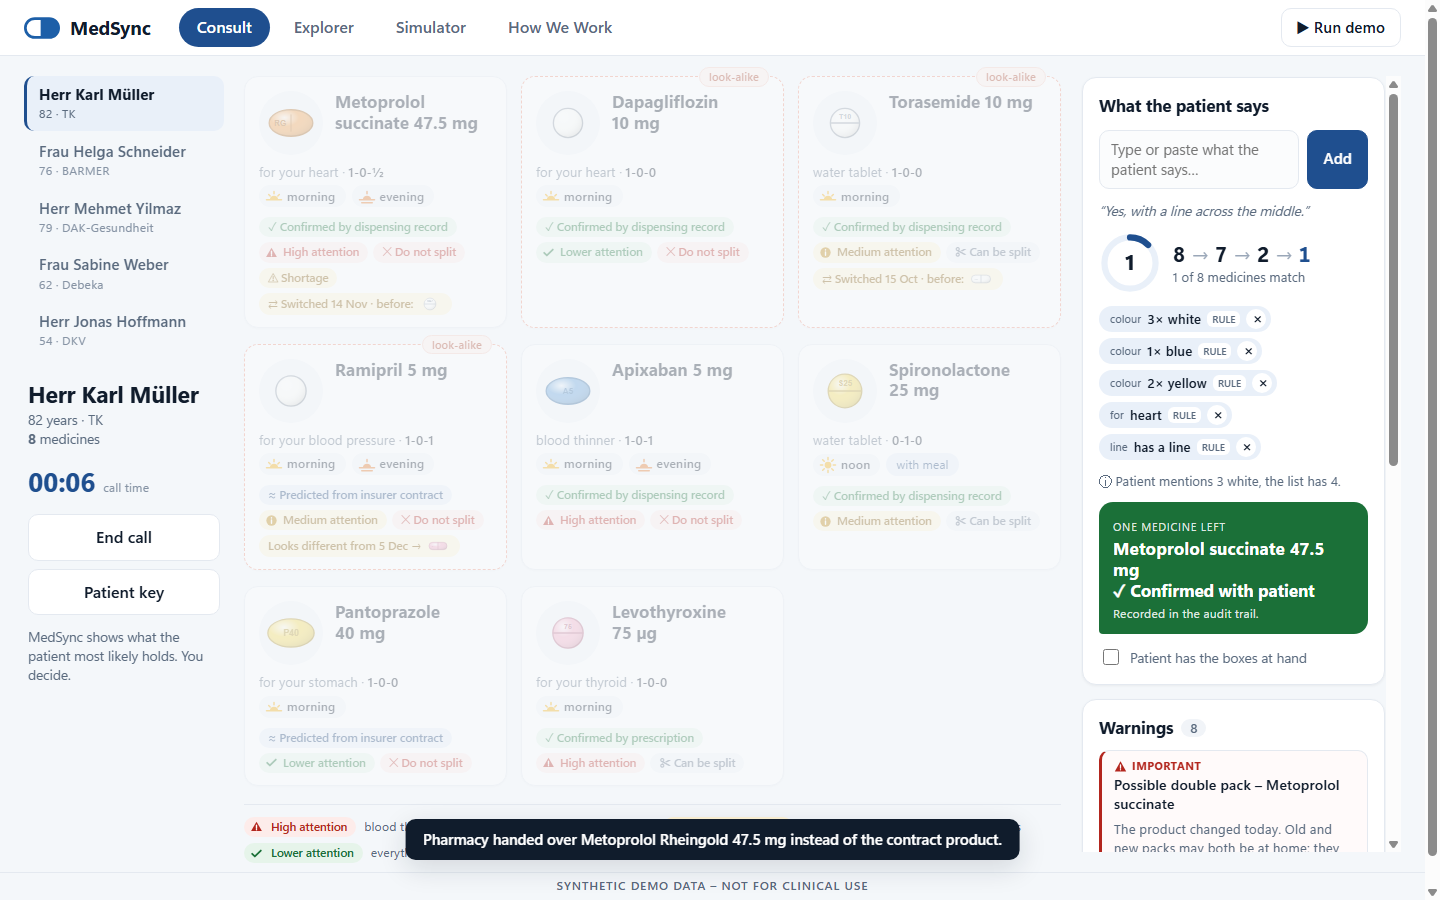 MedSync
Consult
Explorer
Simulator
How We Work
▶ Run demo
Herr Karl Müller
82 · TK
Frau Helga Schneider
76 · BARMER
Herr Mehmet Yilmaz
79 · DAK-Gesundheit
Frau Sabine Weber
62 · Debeka
Herr Jonas Hoffmann
54 · DKV
Herr Karl Müller
82 years · TK
8 medicines
00:06 call time
End call
Patient key
MedSync shows what the
patient most likely holds. You
decide.
Metoprolol
succinate 47.5 mg
for your heart · 1-0-½
morning
evening
✓ Confirmed by dispensing record
High attention
Do not split
Shortage
⇄ Switched 14 Nov · before:
look-alike
Dapagliflozin
10 mg
for your heart · 1-0-0
morning
✓ Confirmed by dispensing record
Lower attention
Do not split
look-alike
T10
Torasemide 10 mg
water tablet · 1-0-0
morning
✓ Confirmed by dispensing record
Medium attention
Can be split
⇄ Switched 15 Oct · before:
look-alike
Ramipril 5 mg
for your blood pressure · 1-0-1
morning
evening
≈ Predicted from insurer contract
Medium attention
Do not split
Looks different from 5 Dec →
Apixaban 5 mg
blood thinner · 1-0-1
morning
evening
✓ Confirmed by dispensing record
High attention
Do not split
Spironolactone
25 mg
water tablet · 0-1-0
noon
with meal
✓ Confirmed by dispensing record
Medium attention
Can be split
P40
Pantoprazole
40 mg
for your stomach · 1-0-0
morning
≈ Predicted from insurer contract
Lower attention
Do not split
Levothyroxine
75 µg
for your thyroid · 1-0-0
morning
✓ Confirmed by prescription
High attention
Can be split
High attention
Lower attention
Pharmacy handed over Metoprolol Rheingold 47.5 mg instead of the contract product.
What the patient says
Type or paste what the
patient says...
Add
“Yes, with a line across the middle.”
1
8 → 7 → 2 → 1
1 of 8 medicines match
colour 3× white RULE ×
colour 1× blue RULE ×
colour 2× yellow RULE ×
for heart RULE ×
line has a line RULE ×
Patient mentions 3 white, the list has 4.
ONE MEDICINE LEFT
Metoprolol succinate 47.5
mg
✓ Confirmed with patient
Recorded in the audit trail.
Patient has the boxes at hand
Warnings 8
IMPORTANT
Possible double pack – Metoprolol
succinate
The product changed today. Old and
new packs may both be at home; they
SYNTHETIC DEMO DATA – NOT FOR CLINICAL USE